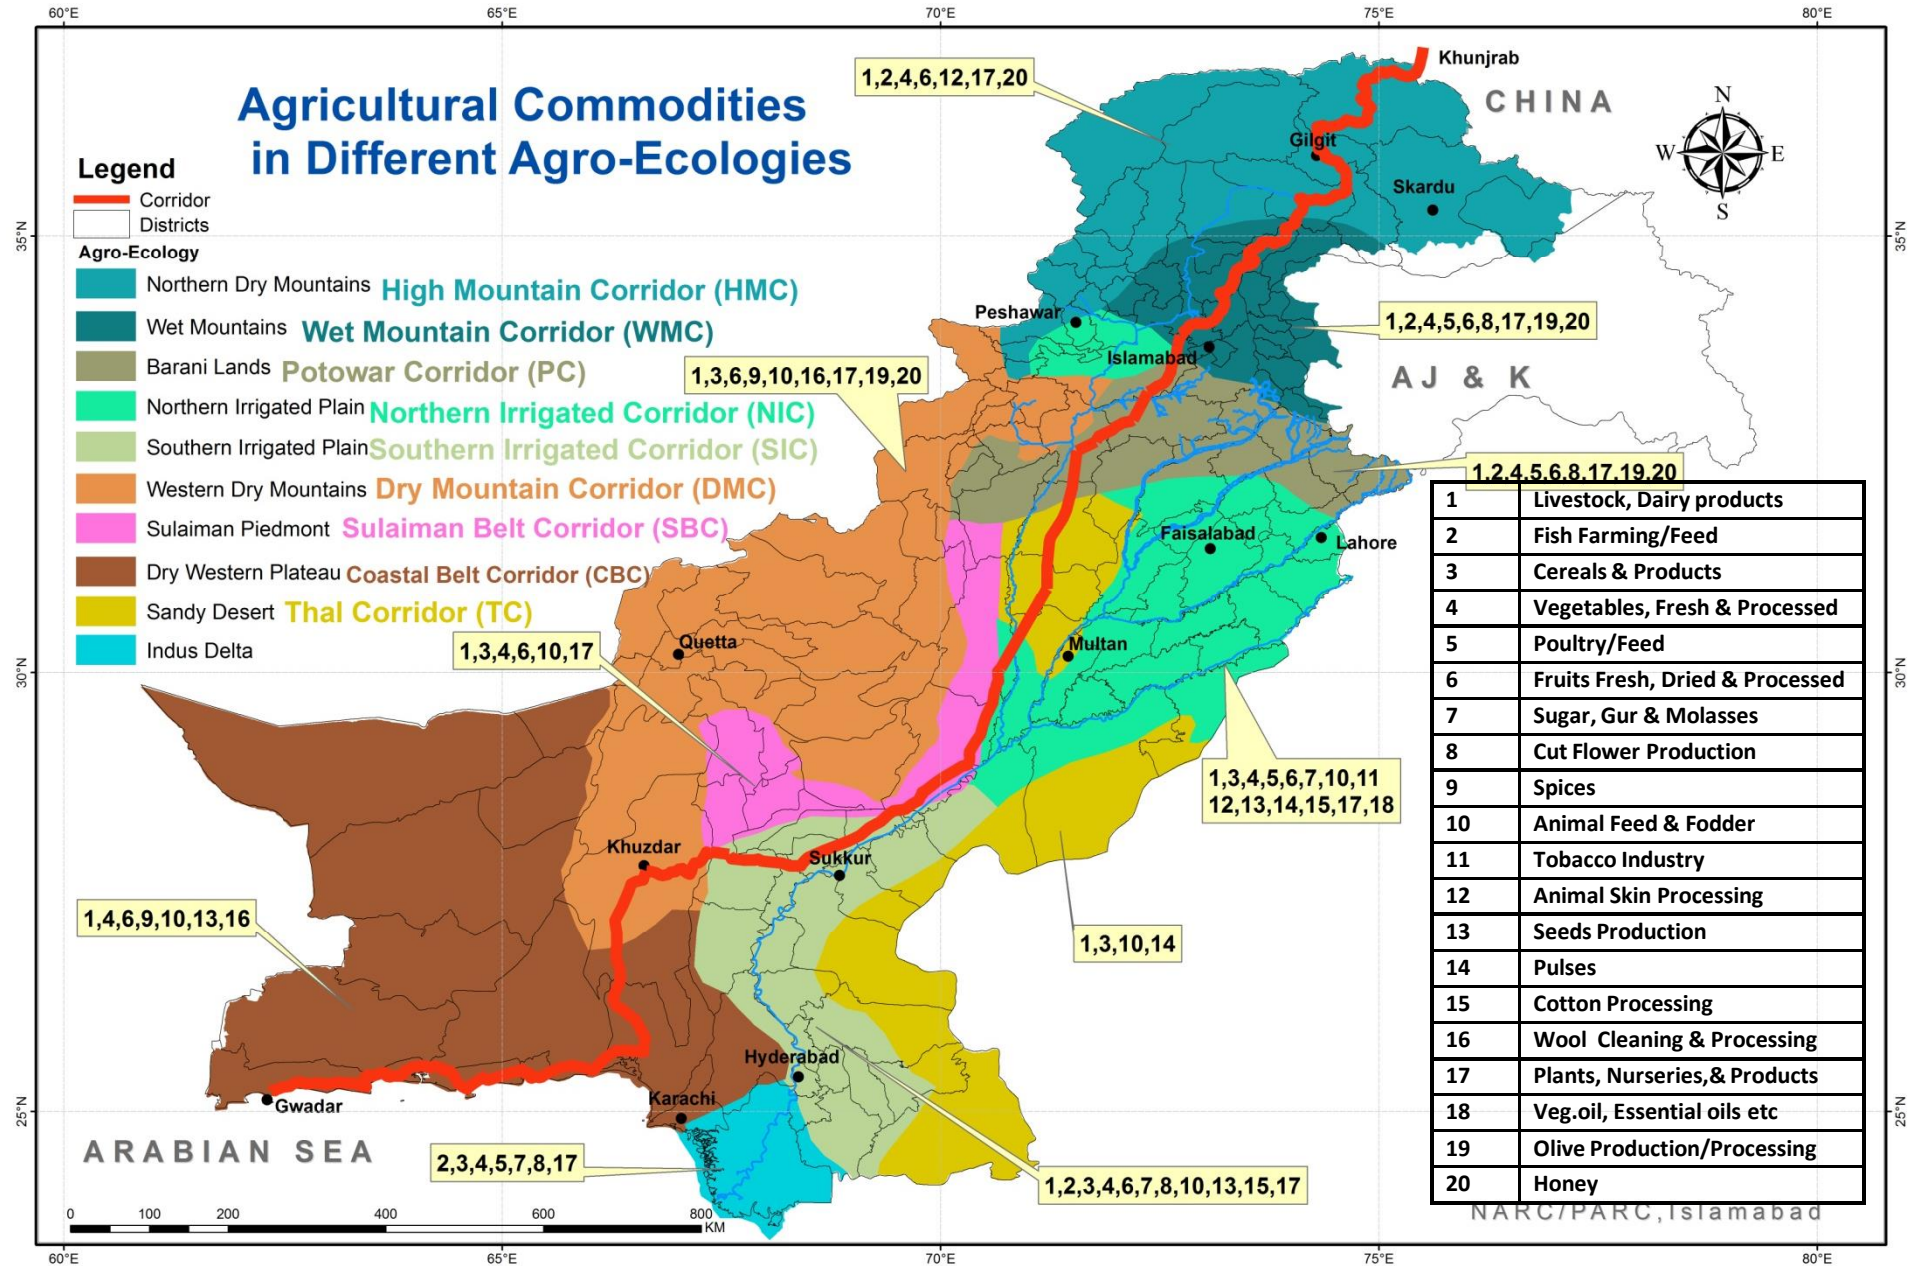 60°E 65°E 70°E 75°E 80°E
Agricultural Commodities
in Different Agro-Ecologies
Legend
Corridor
Districts
Agro-Ecology
Northern Dry Mountains High Mountain Corridor (HMC)
Wet Mountains Wet Mountain Corridor (WMC)
Barani Lands Potowar Corridor (PC)
Northern Irrigated Plain Northern Irrigated Corridor (NIC)
Southern Irrigated Plain Southern Irrigated Corridor (SIC)
Western Dry Mountains Dry Mountain Corridor (DMC)
Sulaiman Piedmont Sulaiman Belt Corridor (SBC)
Dry Western Plateau Coastal Belt Corridor (CBC)
Sandy Desert Thal Corridor (TC)
Indus Delta
1,2,4,6,12,17,20
Khunjrab
CHINA
N
W E
S
Gilgit
Skardu
35°N 35°N
Peshawar
1,2,4,5,6,8,17,19,20
Islamabad
AJ & K
1,3,6,9,10,16,17,19,20
1,2,4,5,6,8,17,19,20
Faisalabad
Lahore
Quetta
Multan
1,3,4,6,10,17
30°N 30°N
1,3,4,5,6,7,10,11
12,13,14,15,17,18
Khuzdar
Sukkur
1,4,6,9,10,13,16
1,3,10,14
Hyderabad
Karachi
Gwadar
25°N 25°N
ARABIAN SEA
2,3,4,5,7,8,17
1,2,3,4,6,7,8,10,13,15,17
1 Livestock, Dairy products
2 Fish Farming/Feed
3 Cereals & Products
4 Vegetables, Fresh & Processed
5 Poultry/Feed
6 Fruits Fresh, Dried & Processed
7 Sugar, Gur & Molasses
8 Cut Flower Production
9 Spices
10 Animal Feed & Fodder
11 Tobacco Industry
12 Animal Skin Processing
13 Seeds Production
14 Pulses
15 Cotton Processing
16 Wool Cleaning & Processing
17 Plants, Nurseries,& Products
18 Veg.oil, Essential oils etc
19 Olive Production/Processing
20 Honey
NARC/PARC, Islamabad
0 100 200 400 600 800
KM
60°E 65°E 70°E 75°E 80°E